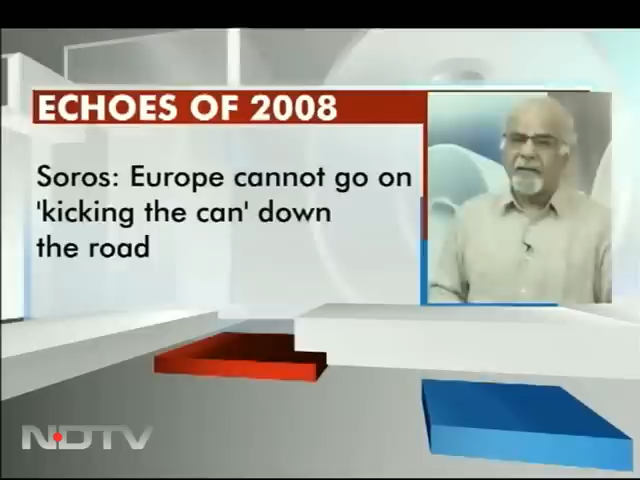 ECHOES OF 2008
Soros: Europe cannot go on
'kicking the can' down
the road
NDTV